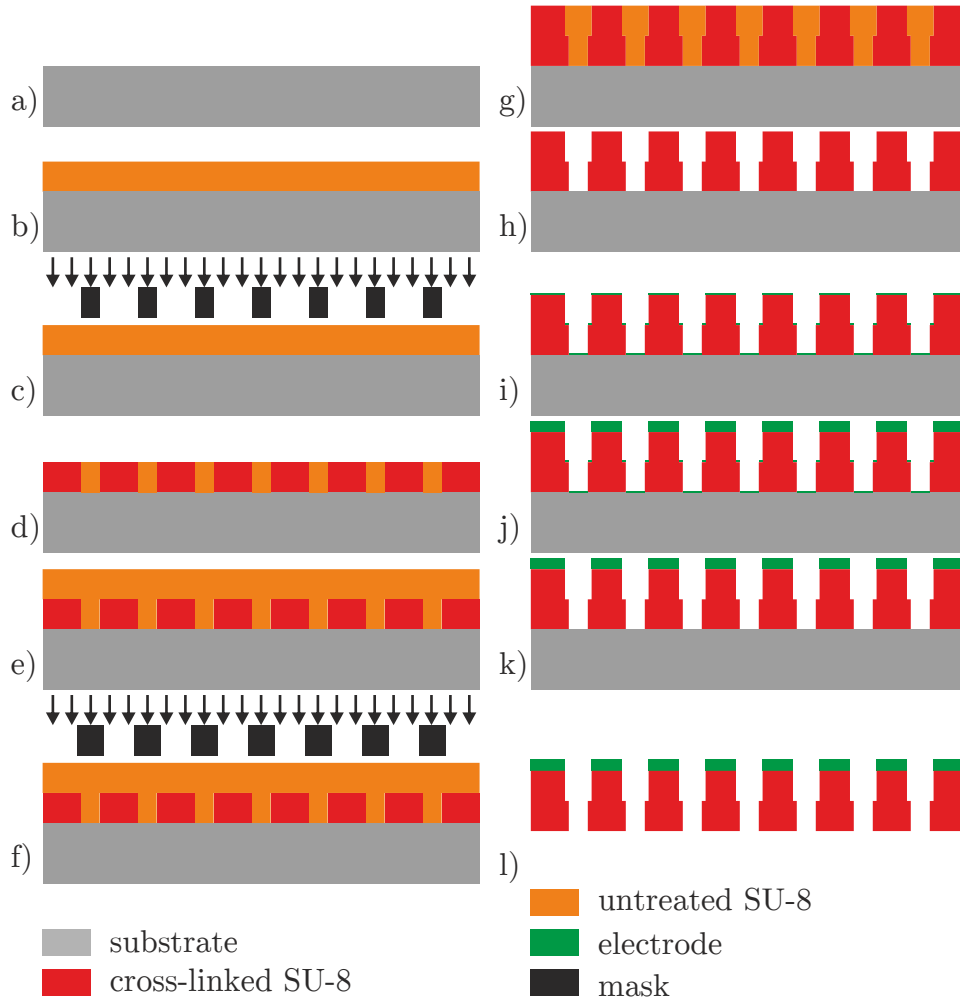 a)
b)
c)
d)
e)
f)
g)
h)
i)
j)
k)
l)
substrate
cross-linked SU-8
untreated SU-8
electrode
mask